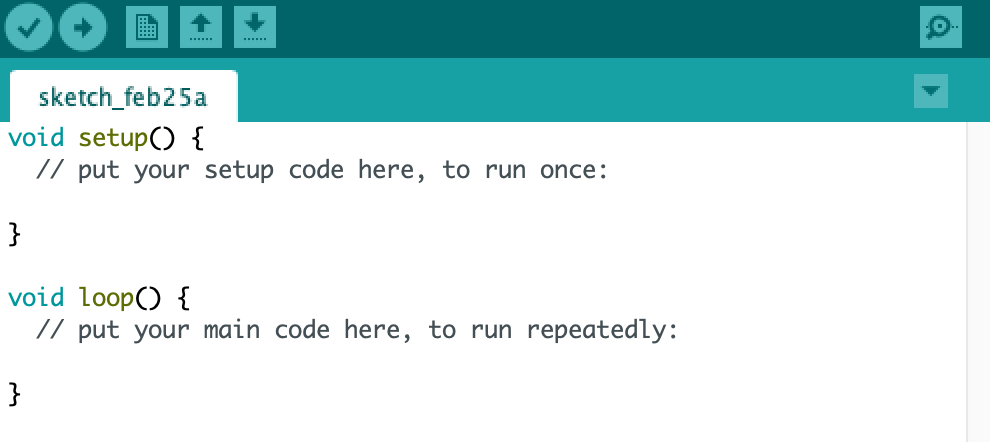 sketch_feb25a
void setup() {
  // put your setup code here, to run once:

}

void loop() {
  // put your main code here, to run repeatedly:

}